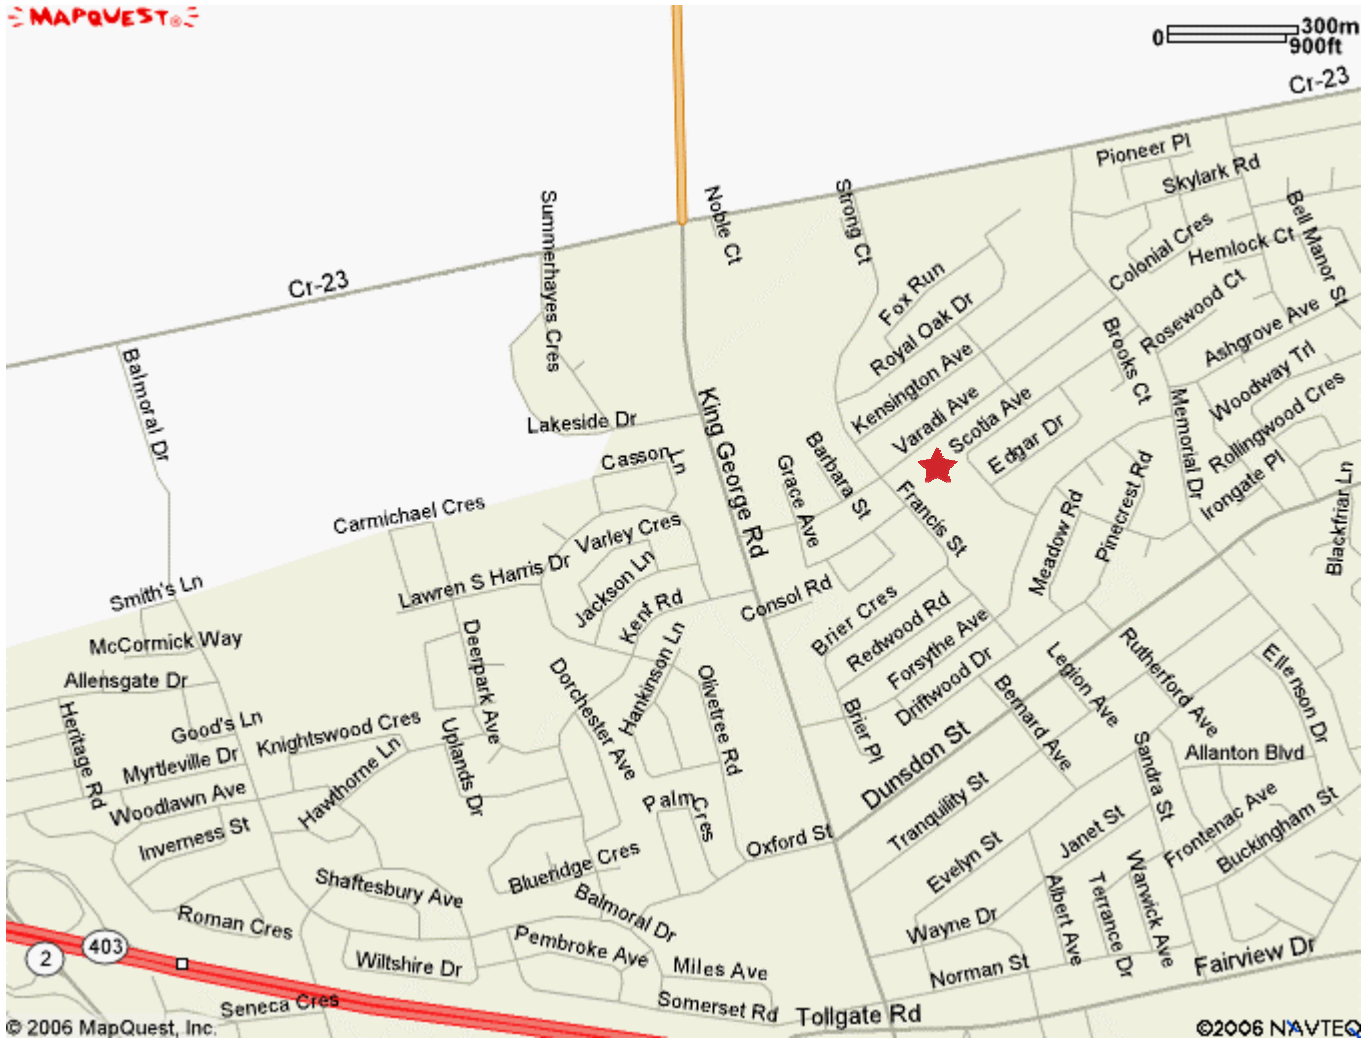 MAPQUEST®
0
300m
900ft
Cr-23
Pioneer Pl
Skylark Rd
Noble Ct
Strong Ct
Summerhayes Cres
Bell Manor St
Colonial Cres
Hemlock Ct
Cr-23
Fox Run
Rosewood Ct
Royal Oak Dr
Ashgrove Ave
Balmoral Dr
Brooks Ct
Kensington Ave
Woodway Trl
Varadi Ave
Scotia Ave
Rollingwood Cres
Lakeside Dr
King George Rd
Memorial Dr
Edgar Dr
Casson Ln
Barbara St
Grace Ave
Irongate Pl
Pinecrest Rd
Blackfriar Ln
Carmichael Cres
Francis St
Meadow Rd
Varley Cres
Lawren S Harris Dr
Jackson Ln
Smith's Ln
Kent Rd
Consol Rd
Brier Cres
Redwood Rd
McCormick Way
Deerpark Ave
Hankinson Ln
Forsythe Ave
Allensgate Dr
Dorchester Ave
Olivetree Rd
Driftwood Dr
Legion Ave
Rutherford Ave
Ellenson Dr
Heritage Rd
Good's Ln
Knightswood Cres
Brier Pl
Bernard Ave
Myrtleville Dr
Uplands Dr
Hawthorne Ln
Dunsdon St
Sandra St
Allanton Blvd
Woodlawn Ave
Palm Cres
Tranquility St
Frontenac Ave
Inverness St
Oxford St
Janet St
Buckingham St
Blueridge Cres
Evelyn St
Shaftesbury Ave
Albert Ave
Terrance Dr
Warwick Ave
Roman Cres
Balmoral Dr
Wayne Dr
403
2
Pembroke Ave
Wiltshire Dr
Miles Ave
Norman St
Fairview Dr
Seneca Cres
Somerset Rd
Tollgate Rd
© 2006 MapQuest, Inc.
©2006 NAVTEQ